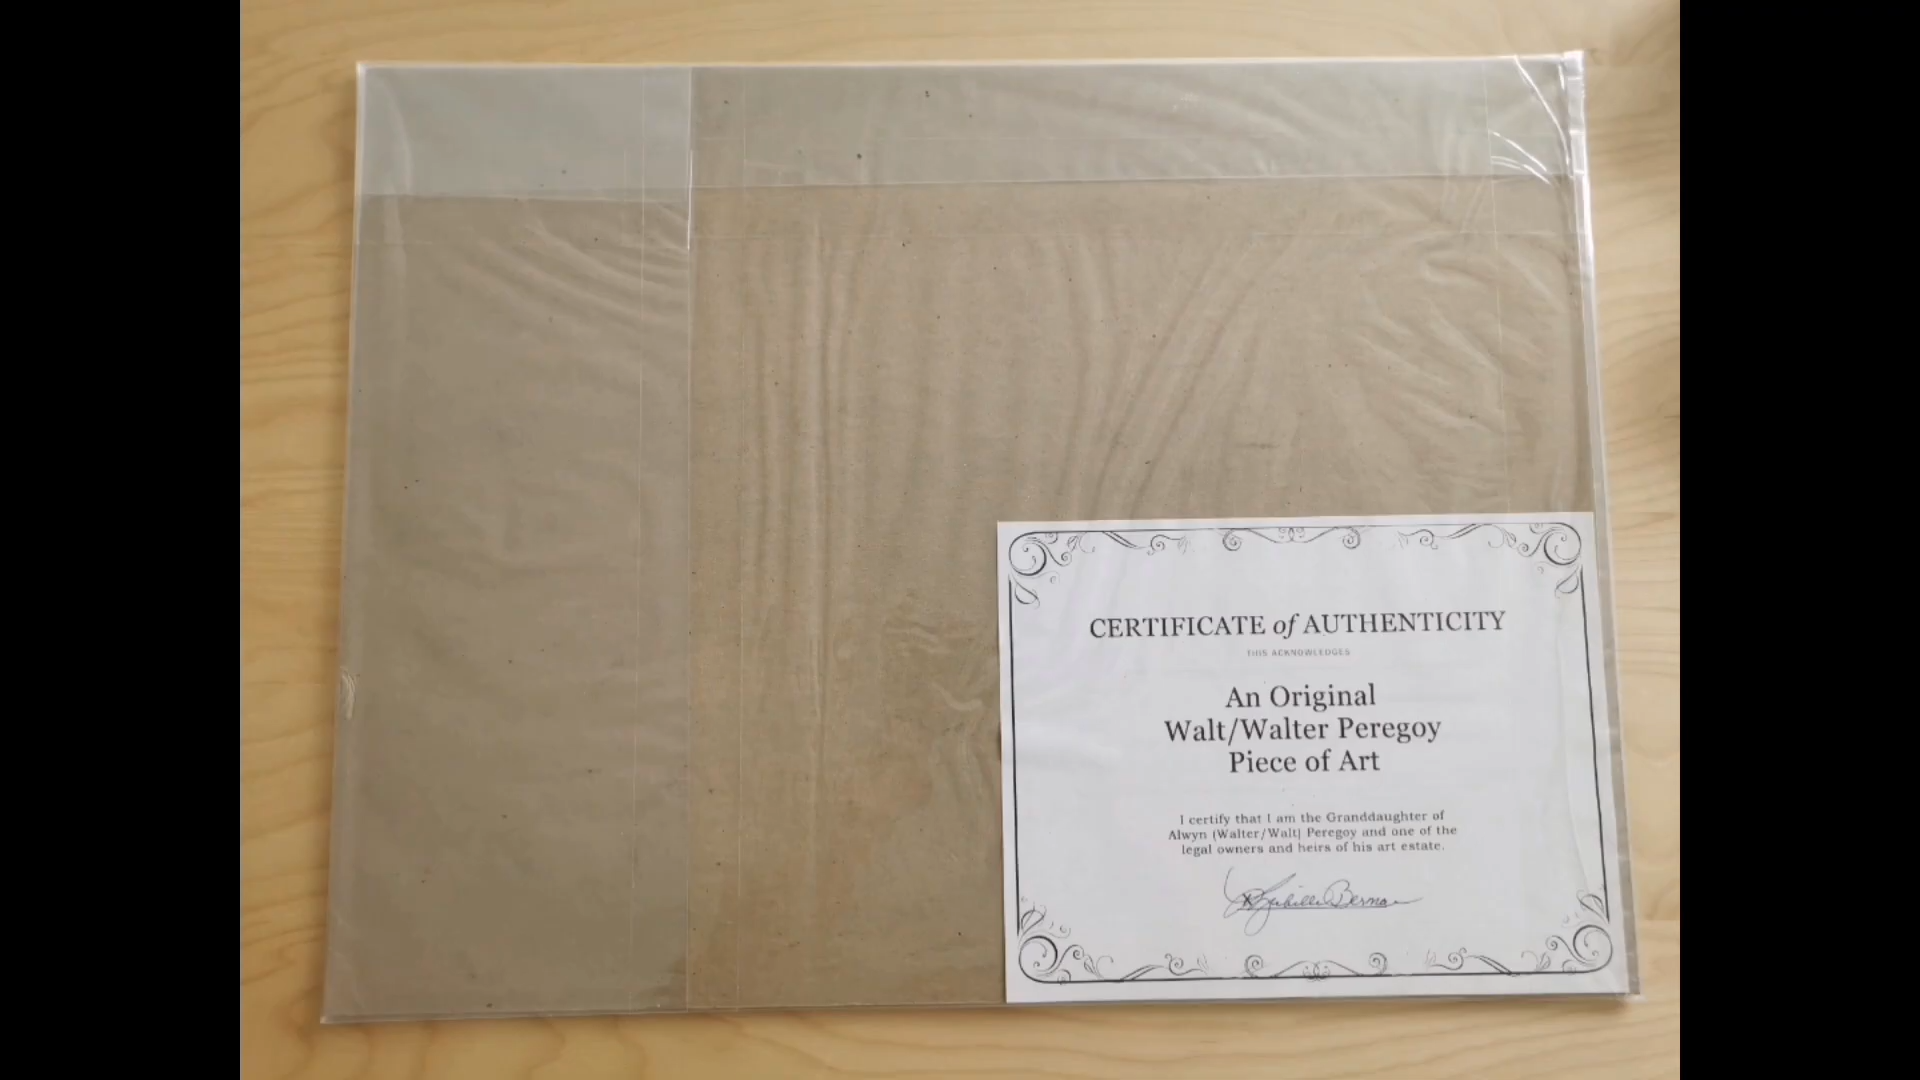 CERTIFICATE of AUTHENTICITY
THIS ACKNOWLEDGES
An Original
Walt/Walter Peregoy
Piece of Art
I certify that I am the Granddaughter of
Alwyn (Walter/Walt) Peregoy and one of the
legal owners and heirs of his art estate.